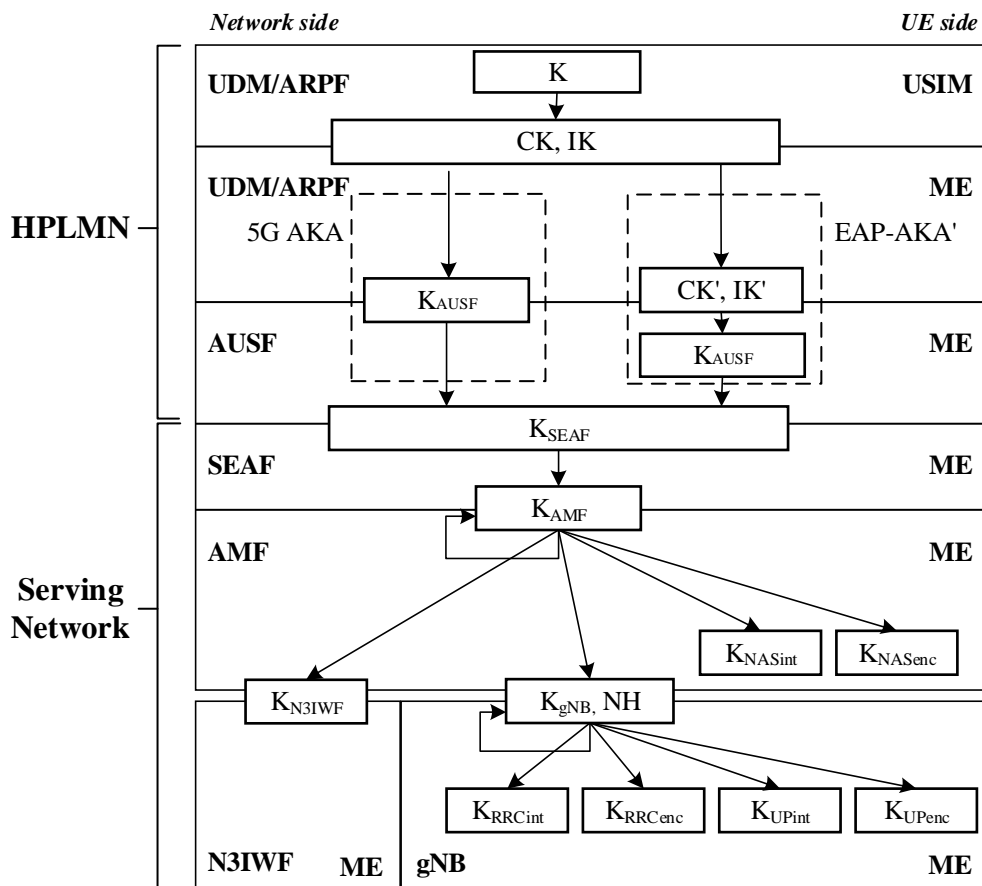 Network side UE side
UDM/ARPF K USIM
CK, IK
UDM/ARPF ME
HPLMN 5G AKA EAP-AKA'
CK', IK'
KAUSF
AUSF KAUSF ME
KSEAF
SEAF ME
KAMF
AMF ME
Serving
Network
KNASint KNASenc
KN3IWF KgNB, NH
KRRCint KRRCenc KUPint KUPenc
N3IWF ME gNB ME